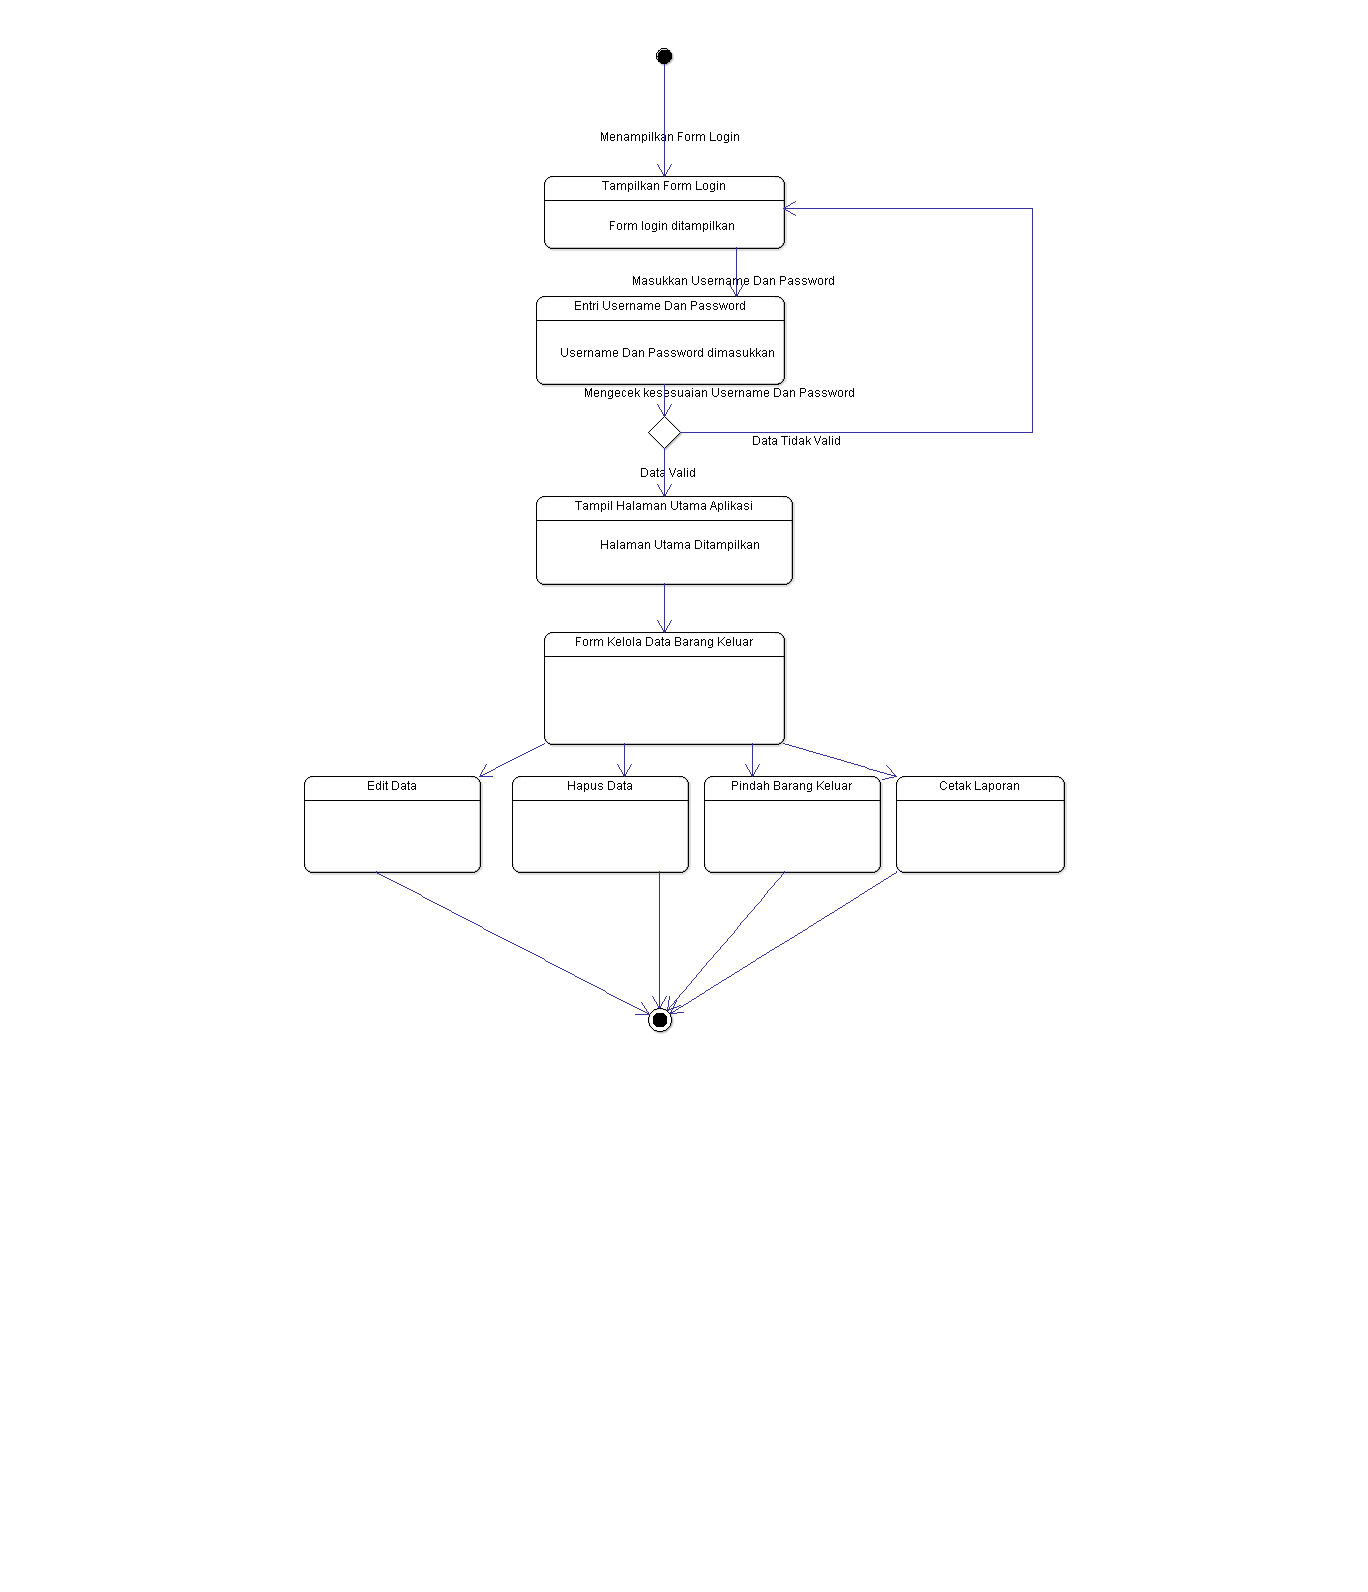 Menampilkan Form Login
Tampilkan Form Login
Form login ditampilkan
Masukkan Username Dan Password
Entri Username Dan Password
Username Dan Password dimasukkan
Mengecek kesesuaian Username Dan Password
Data Tidak Valid
Data Valid
Tampil Halaman Utama Aplikasi
Halaman Utama Ditampilkan
Form Kelola Data Barang Keluar
Edit Data
Hapus Data
Pindah Barang Keluar
Cetak Laporan